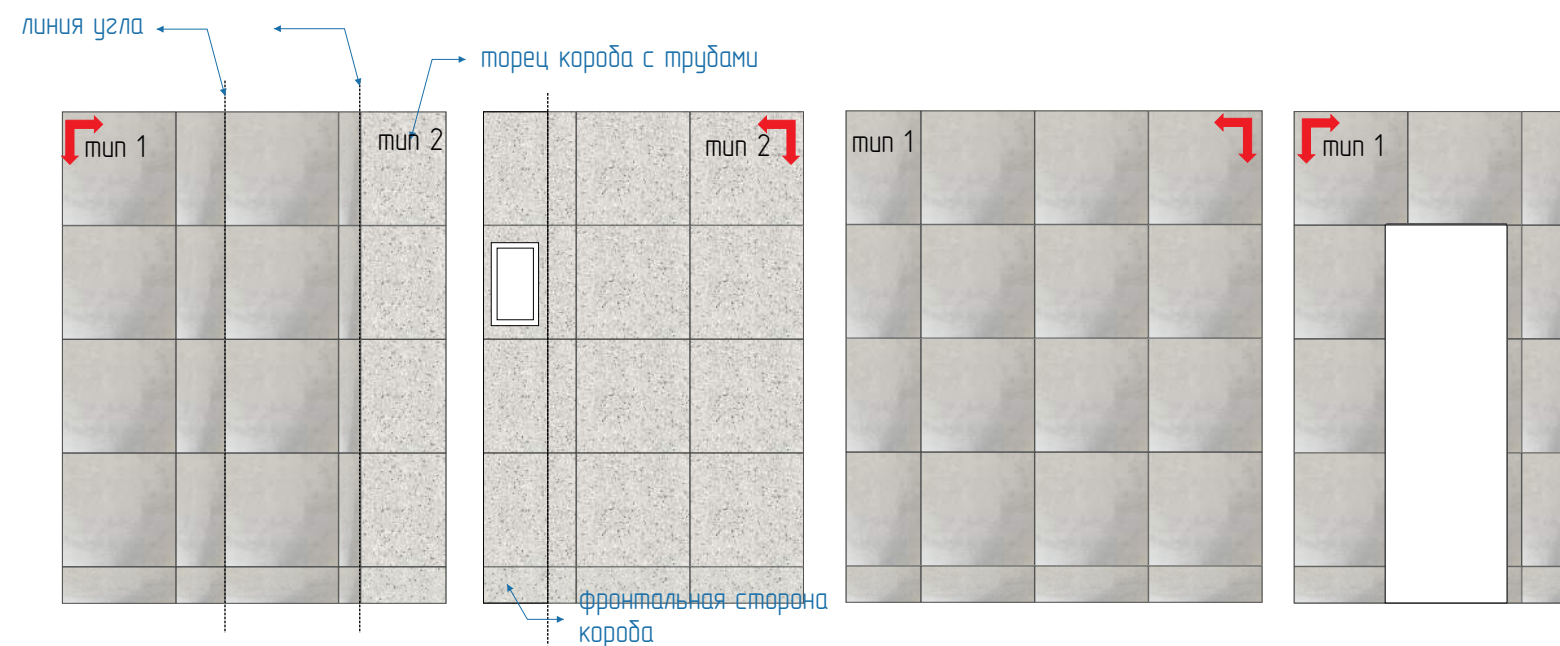 линия угла
торец короба с трубами
тип 1
тип 2
тип 2
тип 1
тип 1
фронтальная сторона
короба